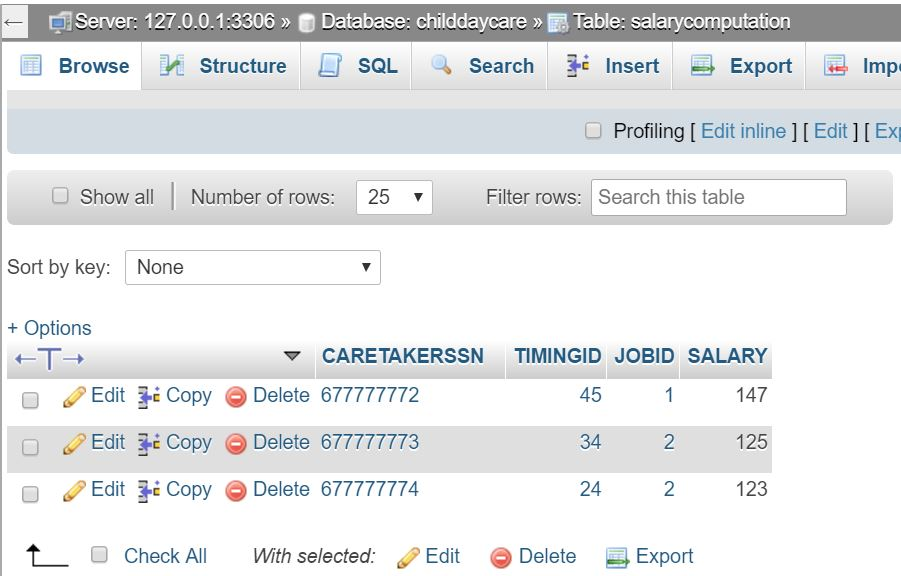 Server: 127.0.0.1:3306 » Database: childdaycare » Table: salarycomputation
Browse Structure SQL Search Insert Export Impo
Profiling [ Edit inline ] [ Edit ] [ Exp
Show all Number of rows: 25 Filter rows: Search this table
Sort by key: None
+ Options
←T→ CARETAKERSSN TIMINGID JOBID SALARY
Edit Copy Delete 677777772 45 1 147
Edit Copy Delete 677777773 34 2 125
Edit Copy Delete 677777774 24 2 123
Check All With selected: Edit Delete Export